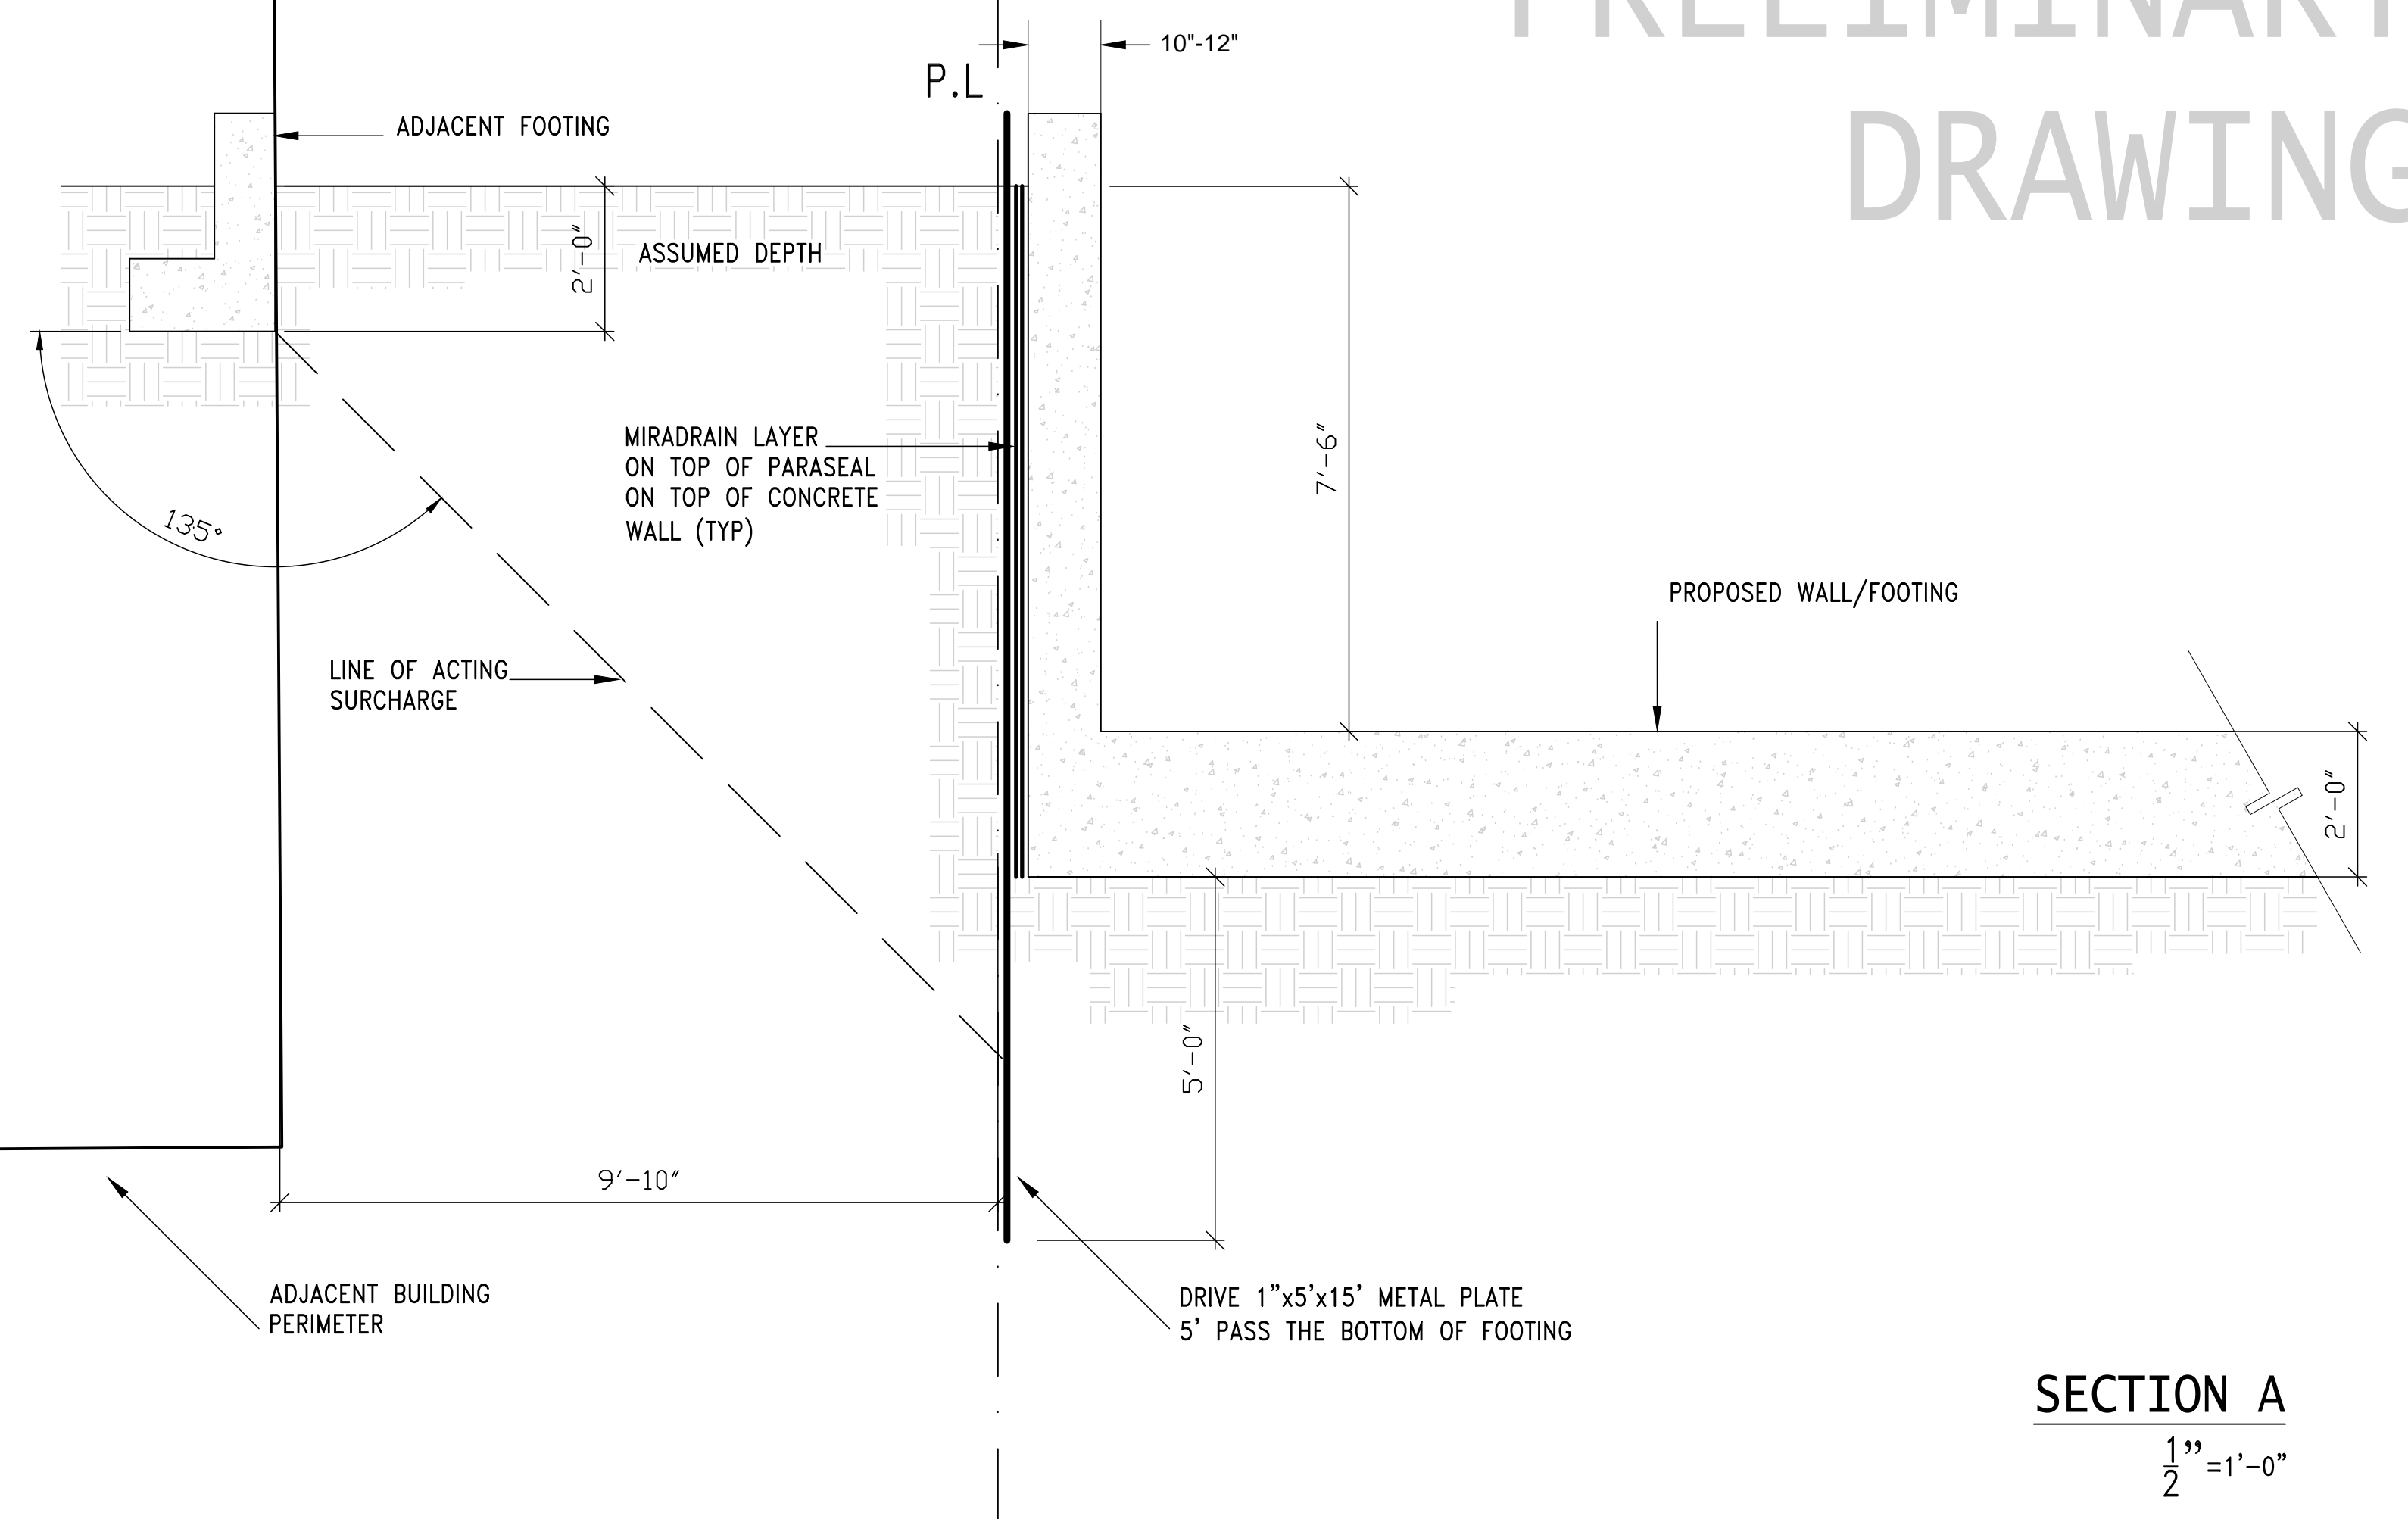 PRELIMINARY
DRAWING
10"-12"
P.L
ADJACENT FOOTING
2'-0"
ASSUMED DEPTH
135°
MIRADRAIN LAYER
ON TOP OF PARASEAL
ON TOP OF CONCRETE
WALL (TYP)
7'-6"
PROPOSED WALL/FOOTING
LINE OF ACTING
SURCHARGE
2'-0"
5'-0"
9'-10"
ADJACENT BUILDING
PERIMETER
DRIVE 1"x5'x15' METAL PLATE
5' PASS THE BOTTOM OF FOOTING
SECTION A
1/2"=1'-0"